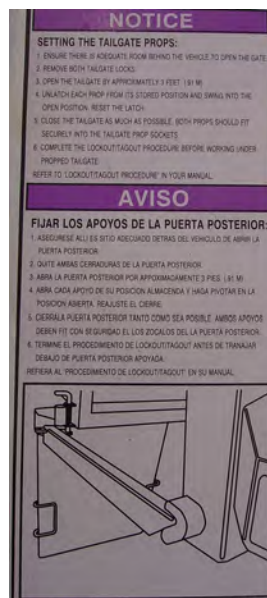 NOTICE
SETTING THE TAILGATE PROPS:
1. ENSURE THERE IS ADEQUATE ROOM BEHIND THE VEHICLE TO OPEN THE GATE
2. REMOVE BOTH TAILGATE LOCKS.
3. OPEN THE TAILGATE BY APPROXIMATELY 3 FEET (.91 M)
4. UNLATCH EACH PROP FROM ITS STORED POSITION AND SWING INTO THE
OPEN POSITION. RESET THE LATCH.
5. CLOSE THE TAILGATE AS MUCH AS POSSIBLE. BOTH PROPS SHOULD FIT
SECURELY INTO THE TAILGATE PROP SOCKETS.
6. COMPLETE THE LOCKOUT/TAGOUT PROCEDURE BEFORE WORKING UNDER
PROPPED TAILGATE.
REFER TO 'LOCKOUT/TAGOUT PROCEDURE' IN YOUR MANUAL.
AVISO
FIJAR LOS APOYOS DE LA PUERTA POSTERIOR:
1. ASEGURESE ALLI ES SITIO ADECUADO DETRAS DEL VEHICULO DE ABRIR LA
PUERTA POSTERIOR.
2. QUITE AMBAS CERRADURAS DE LA PUERTA POSTERIOR.
3. ABRA LA PUERTA POSTERIOR POR APPOXIMADAMENTE 3 PIES (.91 M)
4. ABRA CADA APOYO DE SU POSICION ALMACENDA Y HAGA PIVOTAR EN LA
POSICION ABIERTA. REAJUSTE EL CIERRE.
5. CIERRALA PUERTA POSTERIOR TANTO COMO SEA POSIBLE. AMBOS APOYOS
DEBEN FIT CON SEGURIDAD EL LOS ZOCALOS DEL LA PUERTA POSTERIOR.
6. TERMINE EL PROCEDIMIENTO DE LOCKOUT/TAGOUT ANTES DE TRANAJAR
DEBAJO DE PUERTA POSTERIOR APOYADA.
REFIERA AL 'PROCEDIMIENTO DE LOCKOUT/TAGOUT' EN SU MANUAL.